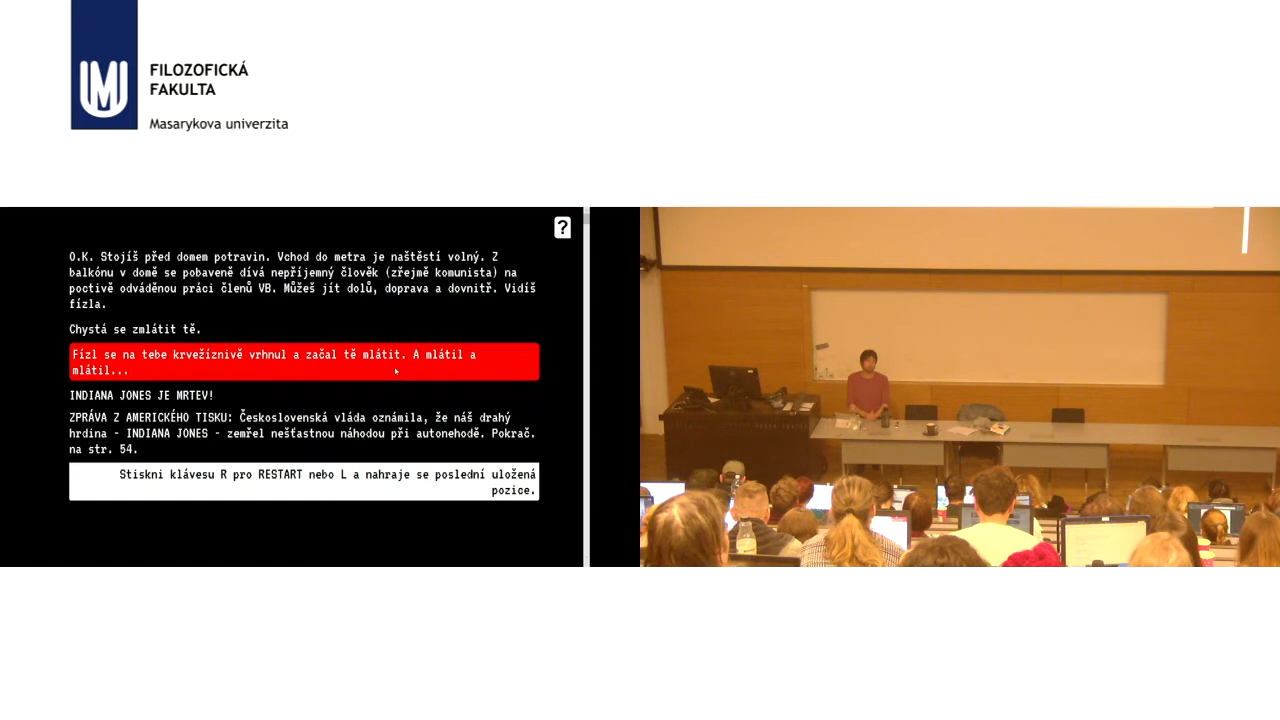 FILOZOFICKÁ
FAKULTA
Masarykova univerzita
?
O.K. Stojíš před domem potravin. Vchod do metra je naštěstí volný. Z
balkónu v domě se pobaveně dívá nepříjemný člověk (zřejmě komunista) na
poctivě odváděnou práci členů VB. Můžeš jít dolů, doprava a dovnitř. Vidíš
fízla.
Chystá se zmlátit tě.
Fízl se na tebe krvežíznivě vrhnul a začal tě mlátit. A mlátil a
mlátil...
INDIANA JONES JE MRTEV!
ZPRÁVA Z AMERICKÉHO TISKU: Československá vláda oznámila, že náš drahý
hrdina - INDIANA JONES - zemřel nešťastnou náhodou při autonehodě. Pokrač.
na str. 54.
Stiskni klávesu R pro RESTART nebo L a nahraje se poslední uložená
pozice.